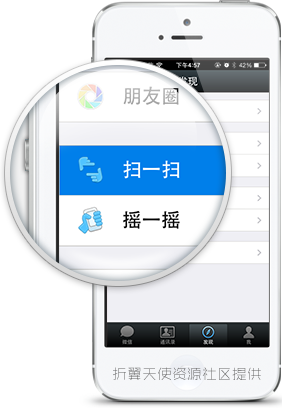 下午4:57
42%
发现
朋友圈
扫一扫
摇一摇
微信 通讯录 发现 我
折翼天使资源社区提供